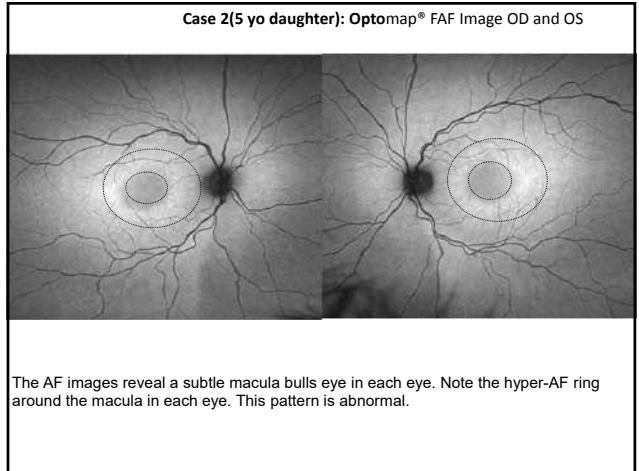 Case 2(5 yo daughter): Optomap® FAF Image OD and OS
The AF images reveal a subtle macula bulls eye in each eye. Note the hyper-AF ring
around the macula in each eye. This pattern is abnormal.